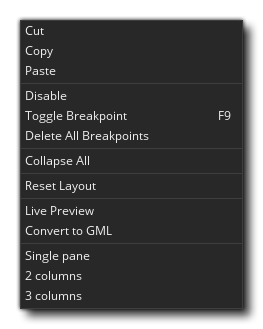 Cut
Copy
Paste
Disable
Toggle Breakpoint F9
Delete All Breakpoints
Collapse All
Reset Layout
Live Preview
Convert to GML
Single pane
2 columns
3 columns